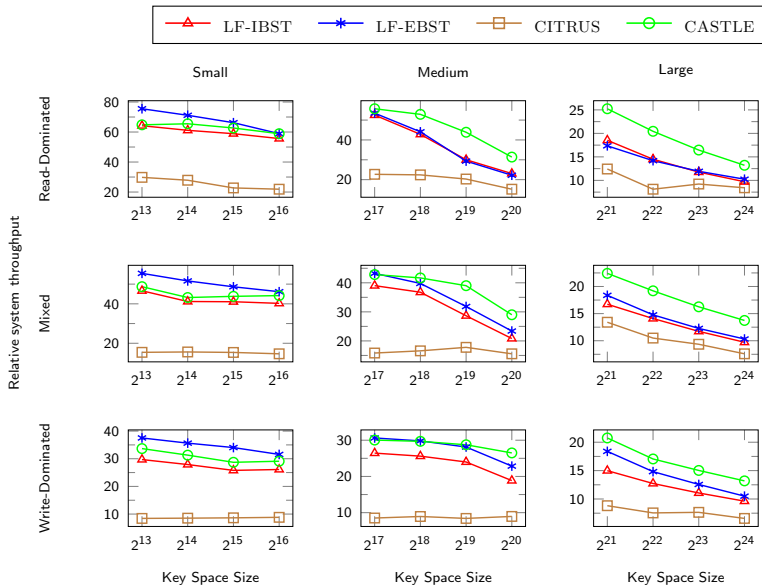 LF-IBST LF-EBST CITRUS CASTLE
Small Medium Large
Relative system throughput
Read-Dominated
80
60
40
20
2^13 2^14 2^15 2^16
40
20
2^17 2^18 2^19 2^20
25
20
15
10
2^21 2^22 2^23 2^24
Mixed
40
20
2^13 2^14 2^15 2^16
40
30
20
2^17 2^18 2^19 2^20
20
15
10
2^21 2^22 2^23 2^24
Write-Dominated
40
30
20
10
2^13 2^14 2^15 2^16
30
20
10
2^17 2^18 2^19 2^20
20
15
10
2^21 2^22 2^23 2^24
Key Space Size Key Space Size Key Space Size